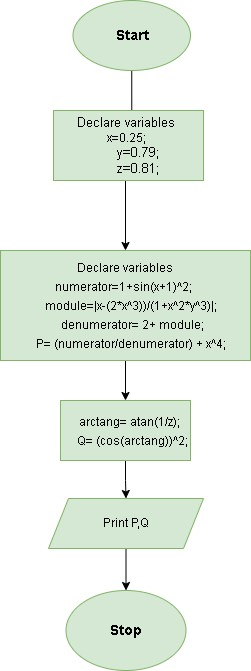 Start
Declare variables
x=0.25;
y=0.79;
z=0.81;
Declare variables
numerator=1+sin(x+1)^2;
module=|x-(2*x^3))/(1+x^2*y^3)|;
denumerator= 2+ module;
P= (numerator/denumerator) + x^4;
arctang= atan(1/z);
Q= (cos(arctang))^2;
Print P,Q
Stop